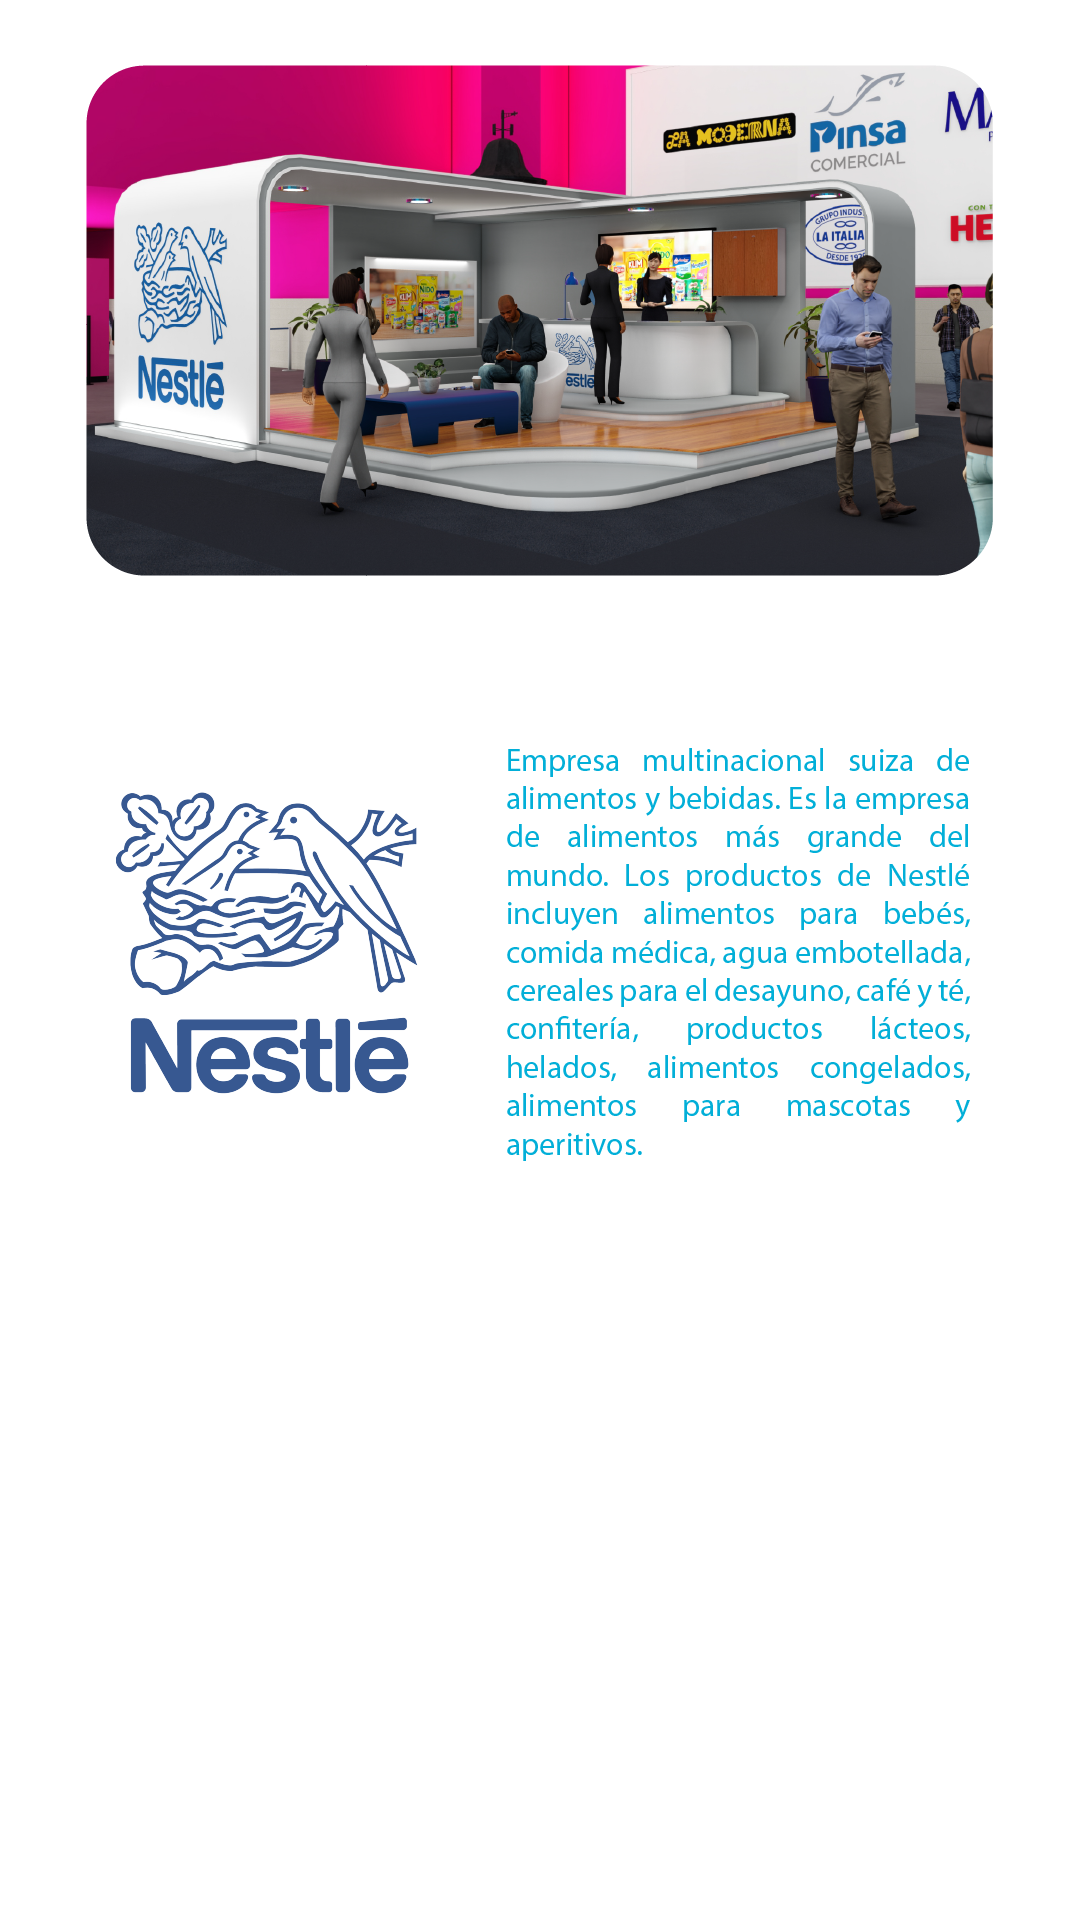 LA MODERNA
Pinsa
COMERCIAL
GRUPO INDUS
LA ITALIA
DESDE 19
HE
Nestlé
KLIM
NIDO
Nestlé
Empresa multinacional suiza de
alimentos y bebidas. Es la empresa
de alimentos más grande del
mundo. Los productos de Nestlé
incluyen alimentos para bebés,
comida médica, agua embotellada,
cereales para el desayuno, café y té,
confitería, productos lácteos,
helados, alimentos congelados,
alimentos para mascotas y
aperitivos.